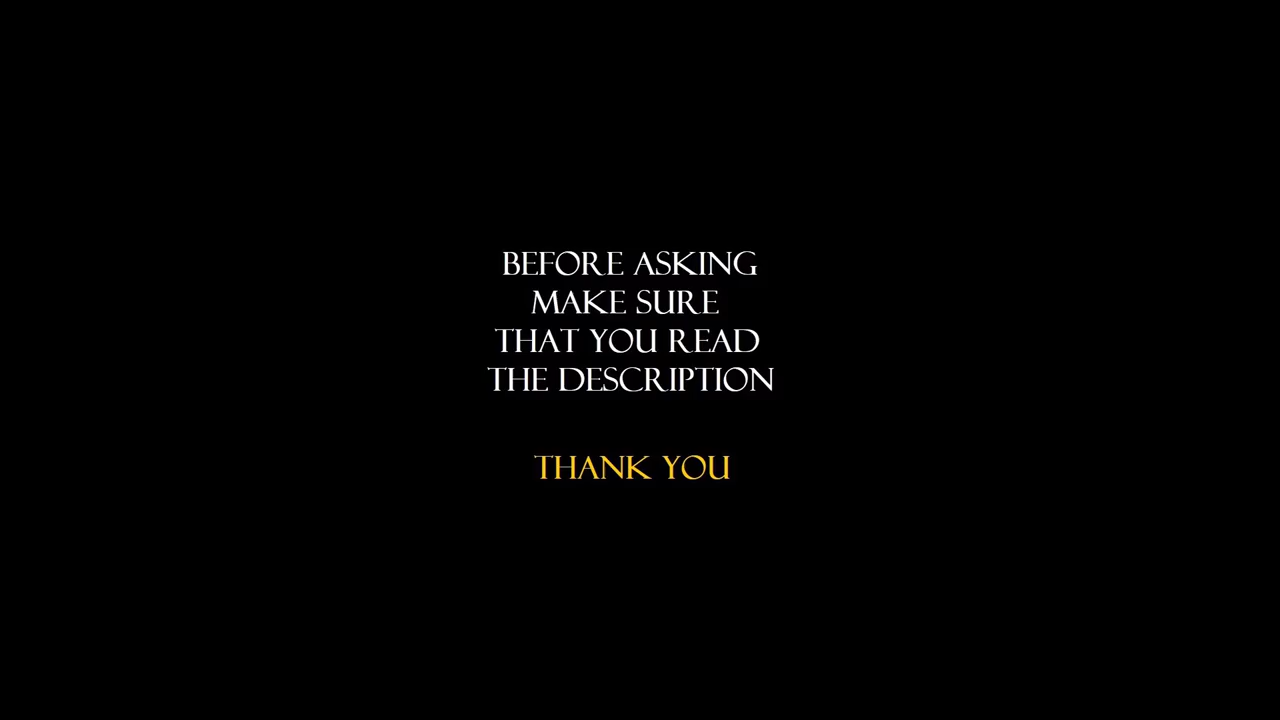 BEFORE ASKING
MAKE SURE
THAT YOU READ
THE DESCRIPTION
THANK YOU